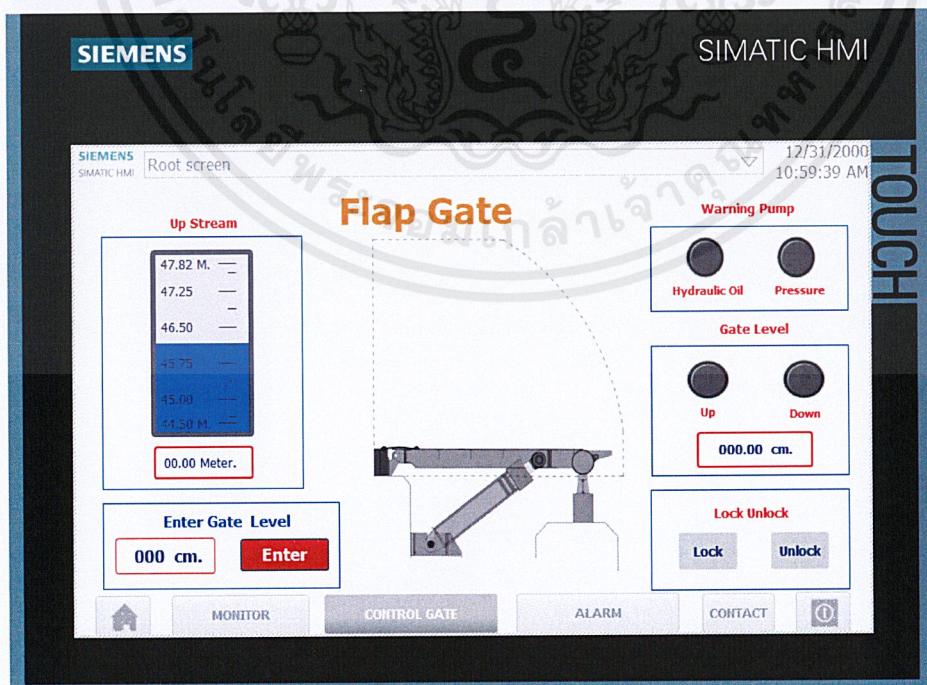 SIEMENS
SIMATIC HMI
TOUCH
SIEMENS
SIMATIC HMI
Root screen
12/31/2000
10:59:39 AM
Flap Gate
Up Stream
47.82 M.
47.25
46.50
45.75
45.00
44.50 M.
00.00 Meter.
Enter Gate Level
000 cm.
Enter
Warning Pump
Hydraulic Oil
Pressure
Gate Level
Up
Down
000.00 cm.
Lock Unlock
Lock
Unlock
MONITOR
CONTROL GATE
ALARM
CONTACT